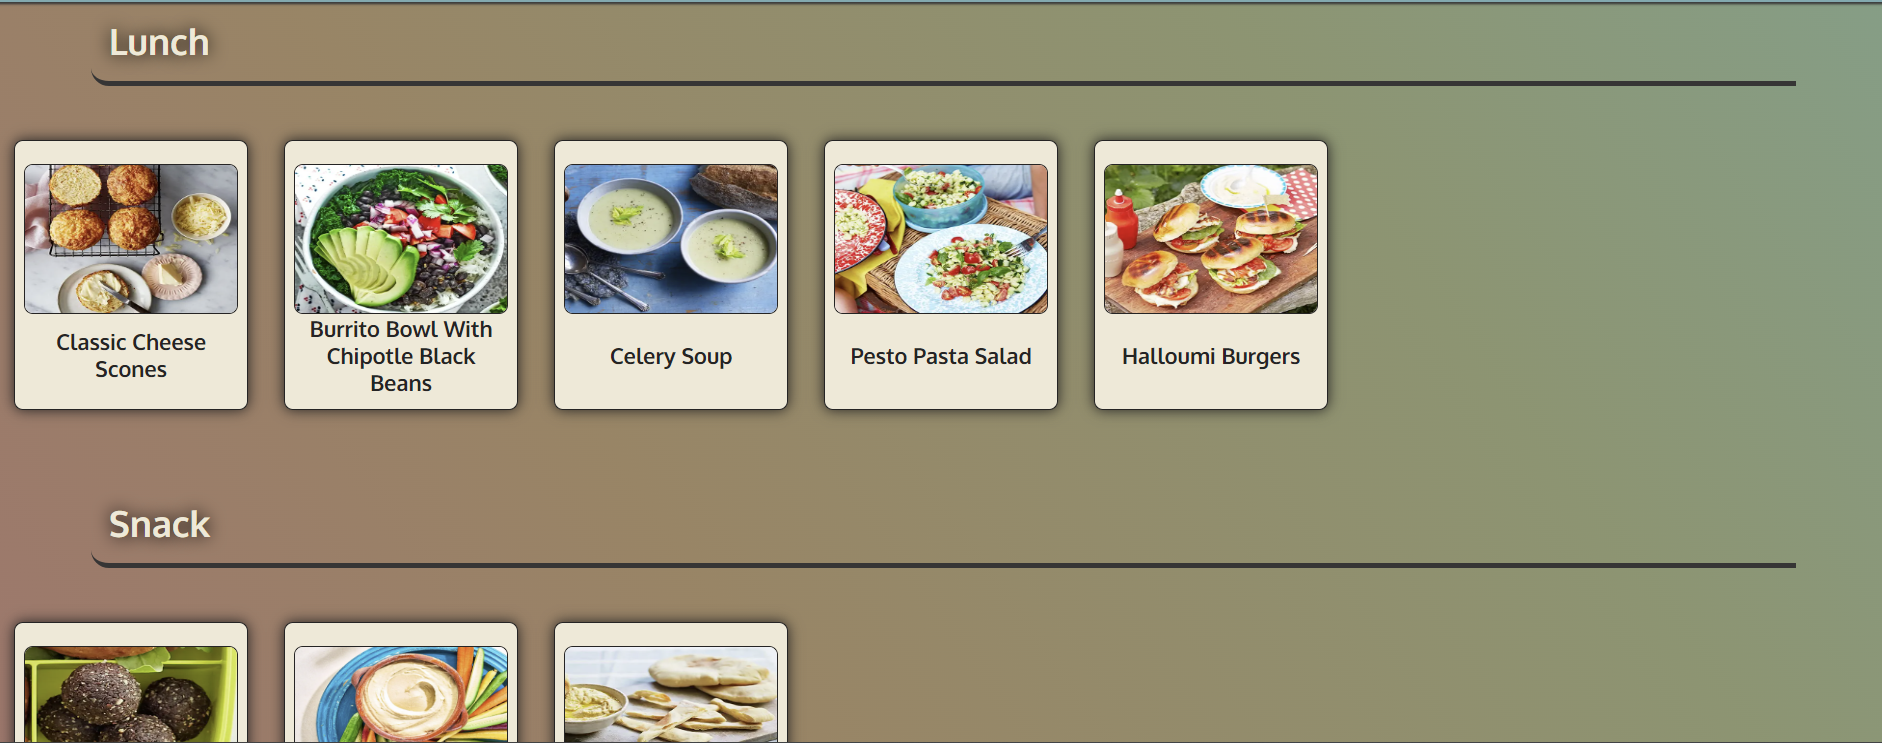 Lunch
Classic Cheese
Scones
Burrito Bowl With
Chipotle Black
Beans
Celery Soup
Pesto Pasta Salad
Halloumi Burgers
Snack